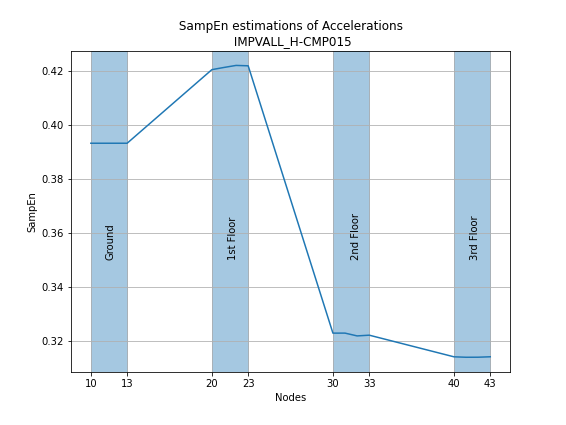 SampEn estimations of Accelerations
IMPVALL_H-CMP015
0.42
0.40
0.38
0.36
0.34
0.32
SampEn
Ground
1st Floor
2nd Floor
3rd Floor
10 13 20 23 30 33 40 43
Nodes